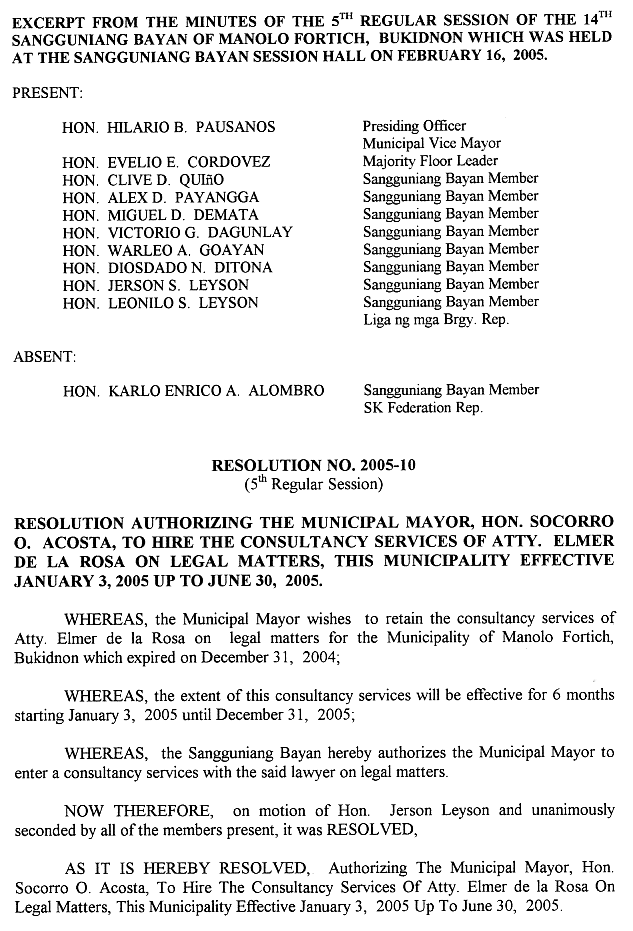 EXCERPT FROM THE MINUTES OF THE 5TH REGULAR SESSION OF THE 14TH
SANGGUNIANG BAYAN OF MANOLO FORTICH, BUKIDNON WHICH WAS HELD
AT THE SANGGUNIANG BAYAN SESSION HALL ON FEBRUARY 16, 2005.
PRESENT:
HON. HILARIO B. PAUSANOS Presiding Officer
Municipal Vice Mayor
HON. EVELIO E. CORDOVEZ Majority Floor Leader
HON. CLIVE D. QUIñO Sangguniang Bayan Member
HON. ALEX D. PAYANGGA Sangguniang Bayan Member
HON. MIGUEL D. DEMATA Sangguniang Bayan Member
HON. VICTORIO G. DAGUNLAY Sangguniang Bayan Member
HON. WARLEO A. GOAYAN Sangguniang Bayan Member
HON. DIOSDADO N. DITONA Sangguniang Bayan Member
HON. JERSON S. LEYSON Sangguniang Bayan Member
HON. LEONILO S. LEYSON Sangguniang Bayan Member
Liga ng mga Brgy. Rep.
ABSENT:
HON. KARLO ENRICO A. ALOMBRO Sangguniang Bayan Member
SK Federation Rep.
RESOLUTION NO. 2005-10
(5th Regular Session)
RESOLUTION AUTHORIZING THE MUNICIPAL MAYOR, HON. SOCORRO
O. ACOSTA, TO HIRE THE CONSULTANCY SERVICES OF ATTY. ELMER
DE LA ROSA ON LEGAL MATTERS, THIS MUNICIPALITY EFFECTIVE
JANUARY 3, 2005 UP TO JUNE 30, 2005.
WHEREAS, the Municipal Mayor wishes to retain the consultancy services of
Atty. Elmer de la Rosa on legal matters for the Municipality of Manolo Fortich,
Bukidnon which expired on December 31, 2004;
WHEREAS, the extent of this consultancy services will be effective for 6 months
starting January 3, 2005 until December 31, 2005;
WHEREAS, the Sangguniang Bayan hereby authorizes the Municipal Mayor to
enter a consultancy services with the said lawyer on legal matters.
NOW THEREFORE, on motion of Hon. Jerson Leyson and unanimously
seconded by all of the members present, it was RESOLVED,
AS IT IS HEREBY RESOLVED, Authorizing The Municipal Mayor, Hon.
Socorro O. Acosta, To Hire The Consultancy Services Of Atty. Elmer de la Rosa On
Legal Matters, This Municipality Effective January 3, 2005 Up To June 30, 2005.